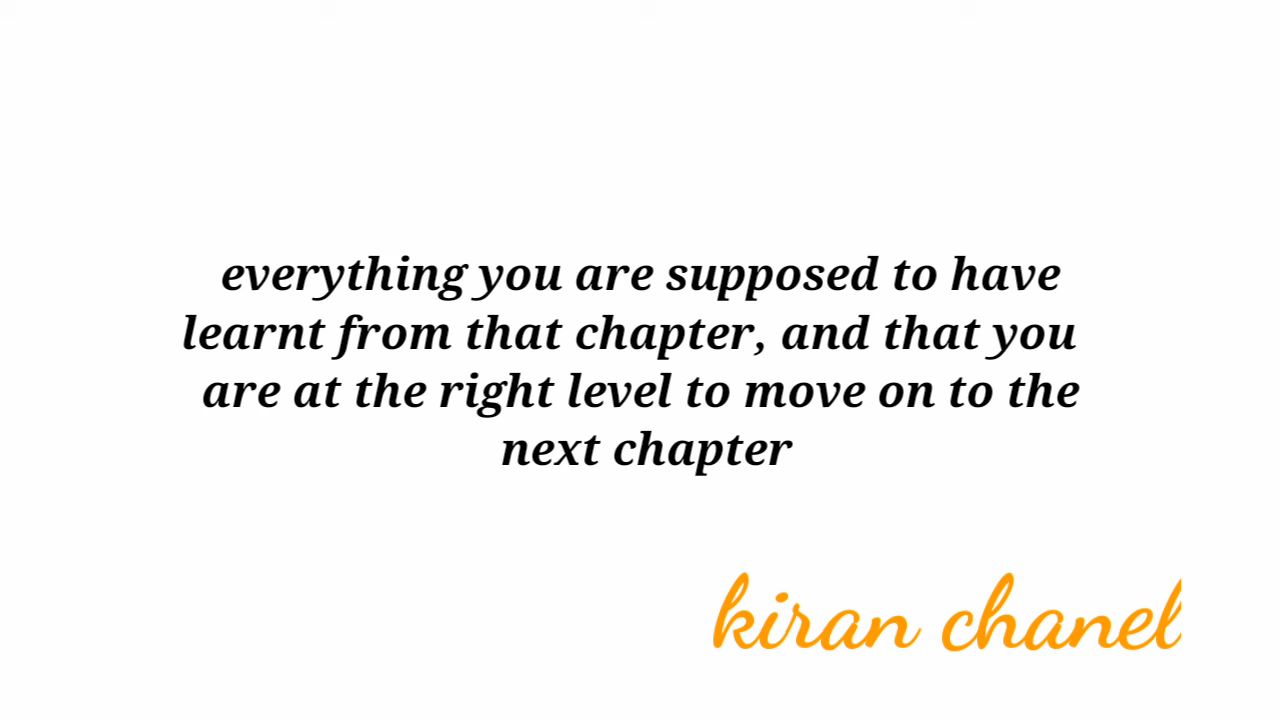 everything you are supposed to have
learnt from that chapter, and that you
are at the right level to move on to the
next chapter
kiran chanel